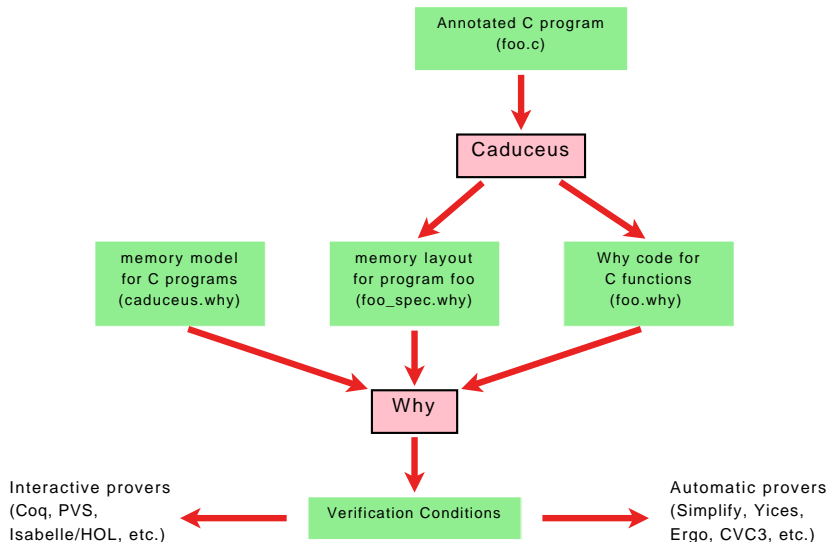 Annotated C program
(foo.c)
Caduceus
memory model
for C programs
(caduceus.why)
memory layout
for program foo
(foo_spec.why)
Why code for
C functions
(foo.why)
Why
Interactive provers
(Coq, PVS,
Isabelle/HOL, etc.)
Verification Conditions
Automatic provers
(Simplify, Yices,
Ergo, CVC3, etc.)